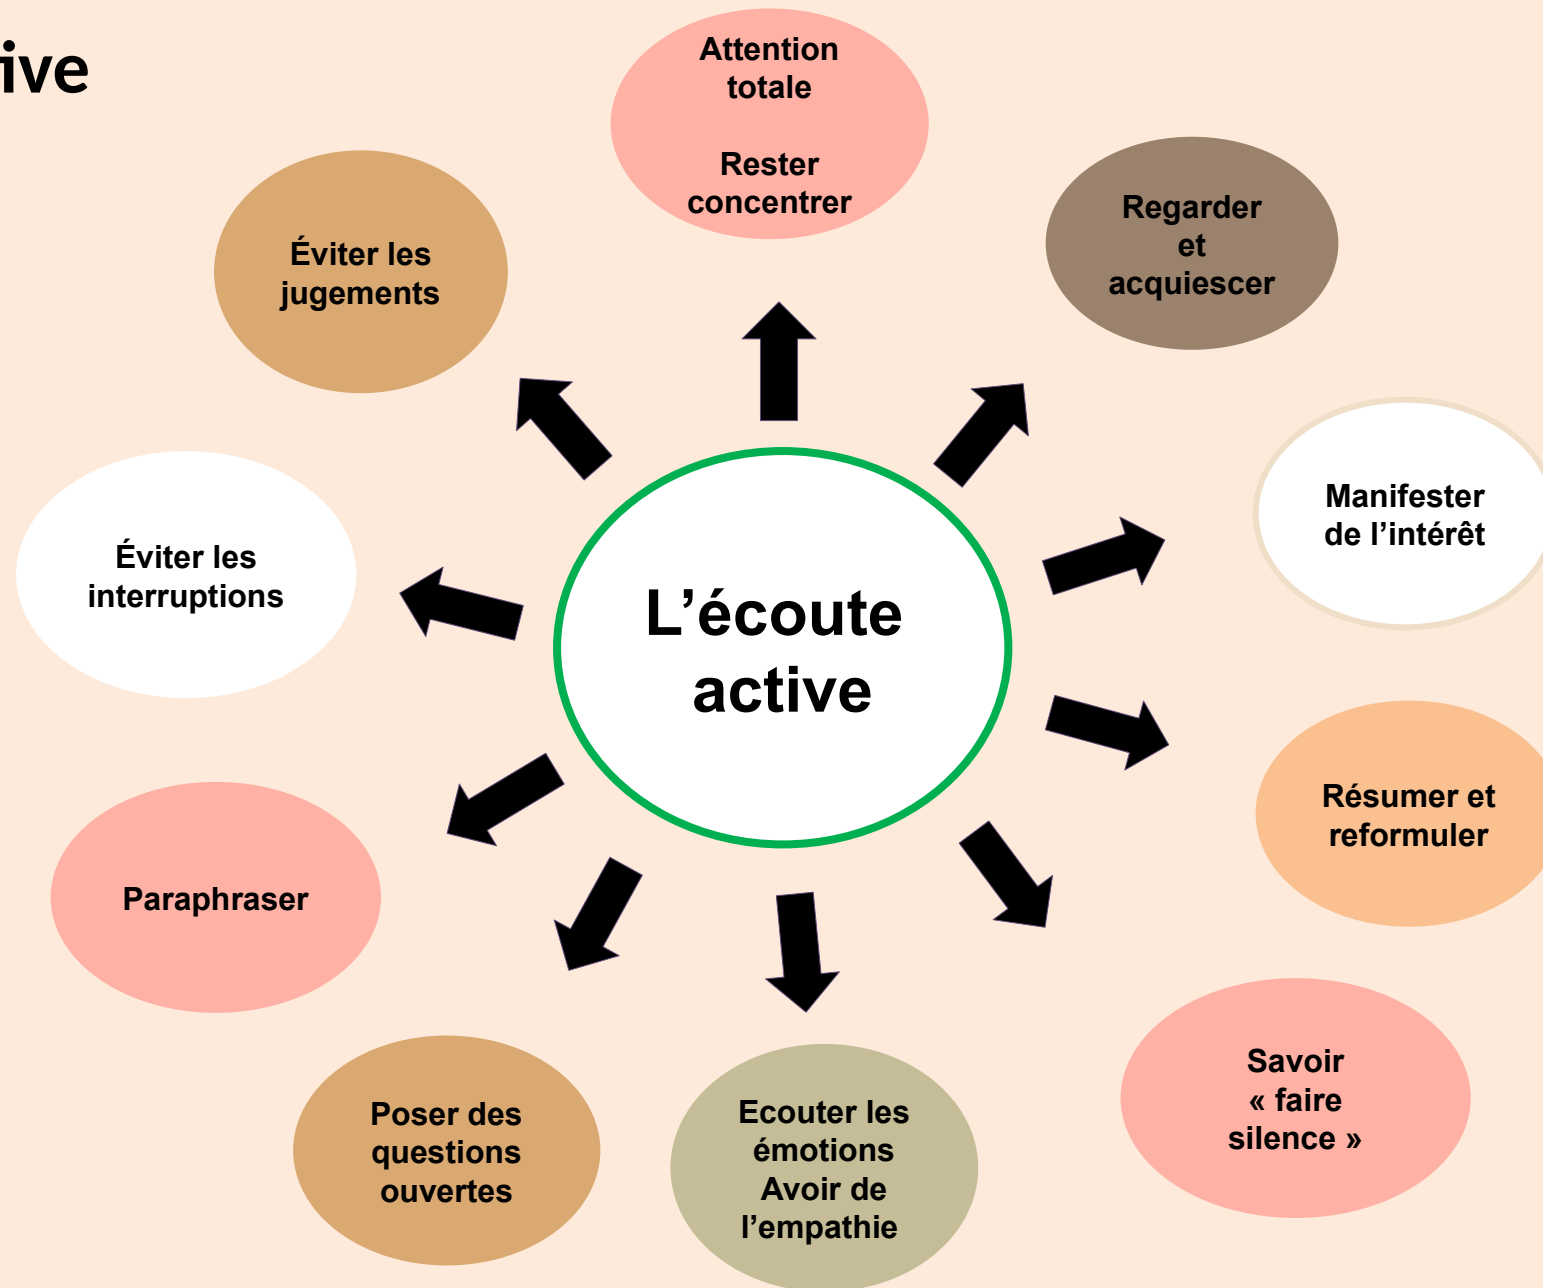 ive
Attention
totale
Rester
concentrer
Regarder
et
acquiescer
Éviter les
jugements
Manifester
de l’intérêt
Éviter les
interruptions
L’écoute
active
Résumer et
reformuler
Paraphraser
Savoir
« faire
silence »
Poser des
questions
ouvertes
Ecouter les
émotions
Avoir de
l’empathie